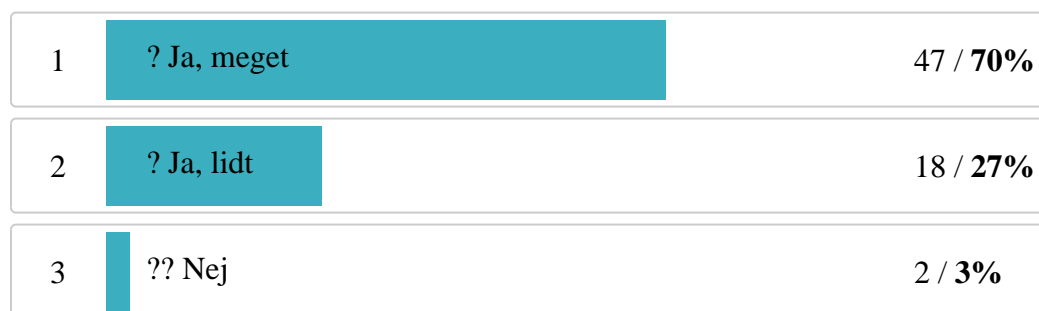 1 ? Ja, meget 47 / 70%
2 ? Ja, lidt 18 / 27%
3 ?? Nej 2 / 3%